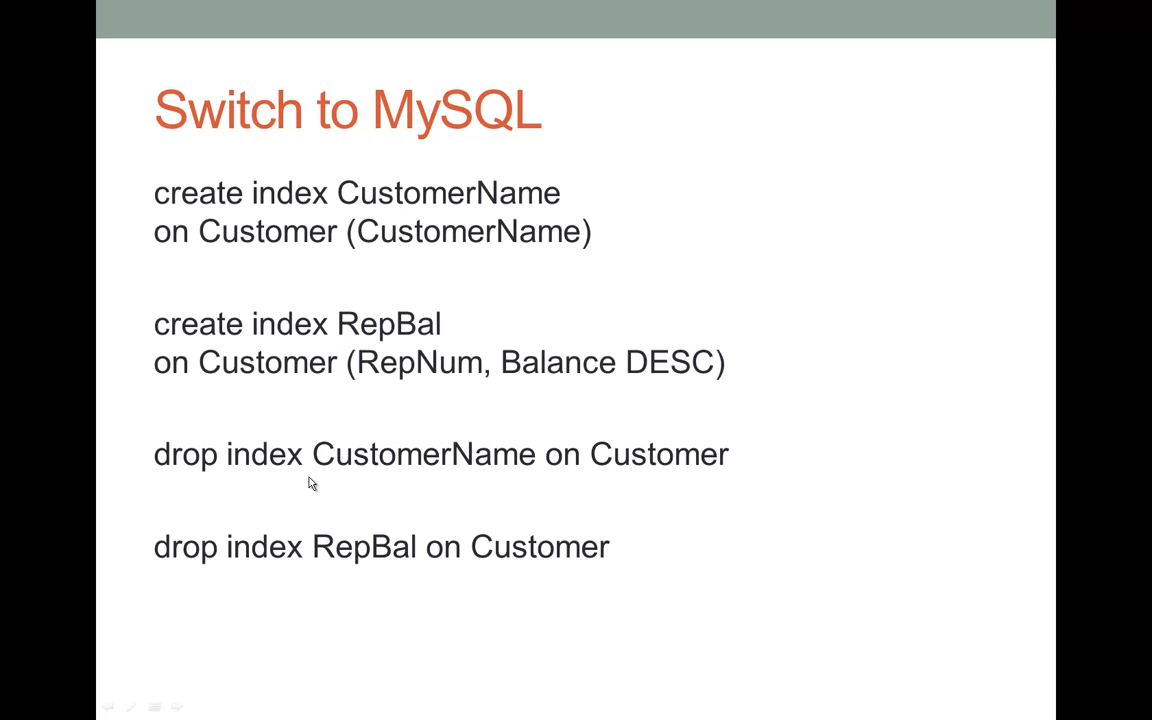 Switch to MySQL
create index CustomerName
on Customer (CustomerName)
create index RepBal
on Customer (RepNum, Balance DESC)
drop index CustomerName on Customer
drop index RepBal on Customer